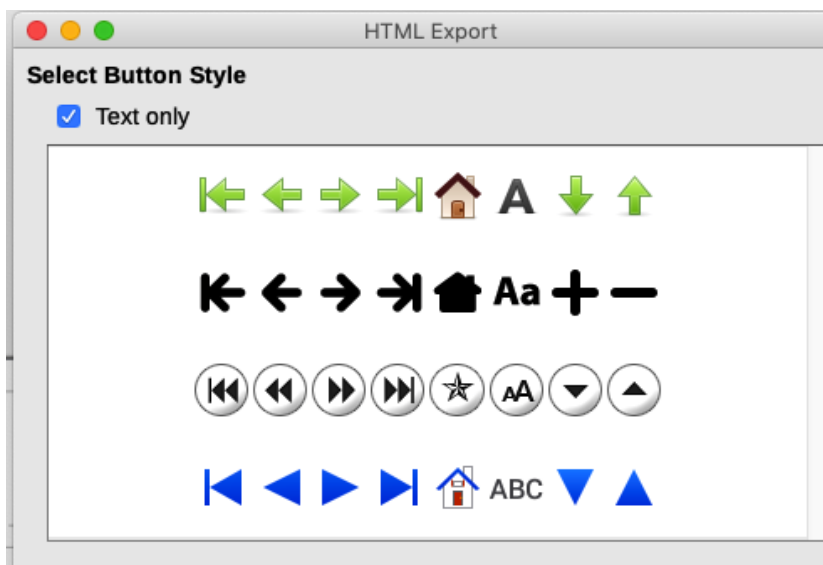 HTML Export
Select Button Style
Text only
A
Aa
AA
ABC